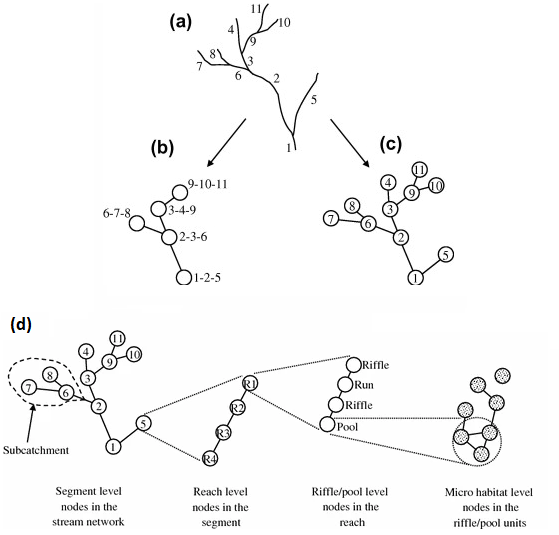 (a)
11
4
10
9
8
3
7
6
2
5
1
(b)
9-10-11
3-4-9
6-7-8
2-3-6
1-2-5
(c)
11
4
9
10
8
3
7
6
2
5
1
(d)
11
4
9
10
8
3
7
6
2
5
1
Subcatchment
R1
R2
R3
R4
Riffle
Run
Riffle
Pool
Segment level
nodes in the
stream network
Reach level
nodes in the
segment
Riffle/pool level
nodes in the
reach
Micro habitat level
nodes in the
riffle/pool units